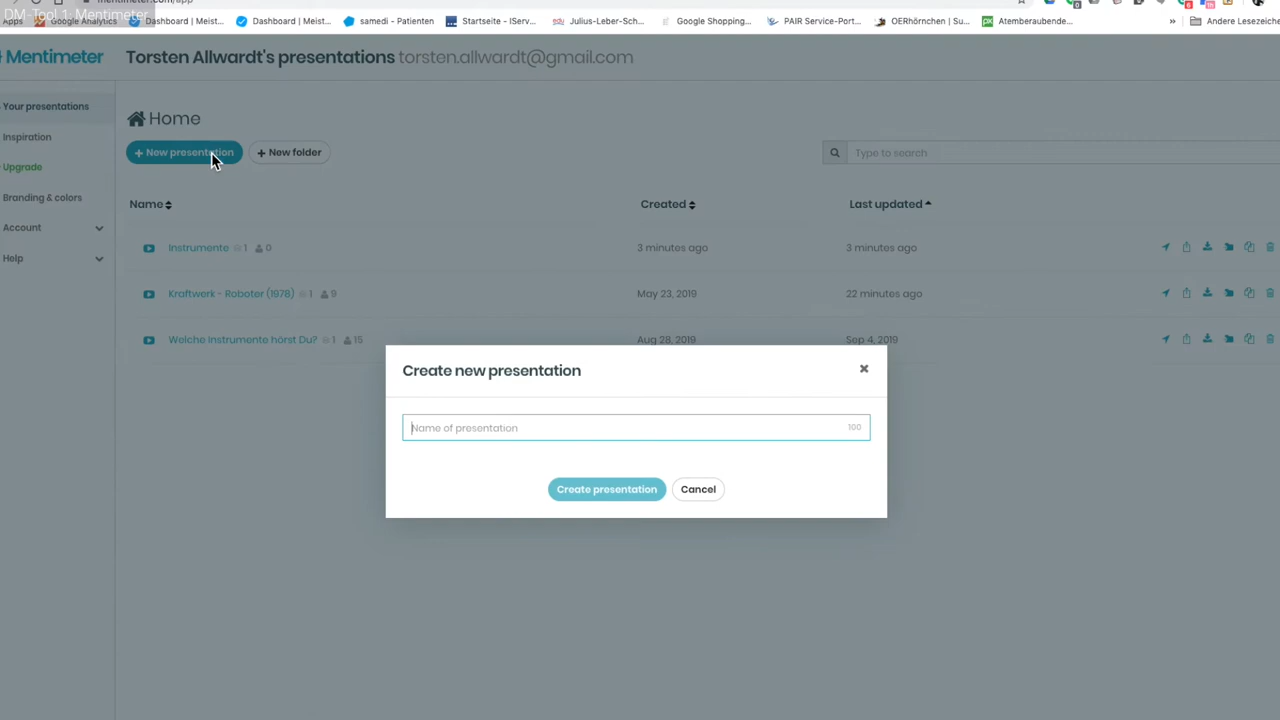 DM-Tool 1: Mentimeter
Apps Google Analytics Dashboard | Meist... Dashboard | Meist... samedi - Patienten Startseite - IServ... Julius-Leber-Sch... Google Shopping... PAIR Service-Port... OERhörnchen | Su... Atemberaubende... » Andere Lesezeiche
Mentimeter
Torsten Allwardt's presentations torsten.allwardt@gmail.com
Your presentations
Inspiration
Upgrade
Branding & colors
Account
Help
Home
+ New presentation + New folder
Type to search
Name Created Last updated
Instrumente 1 0 3 minutes ago 3 minutes ago
Kraftwerk - Roboter (1978) 1 9 May 23, 2019 22 minutes ago
Welche Instrumente hörst Du? 1 15 Aug 28, 2019 Sep 4, 2019
Create new presentation
Name of presentation 100
Create presentation Cancel